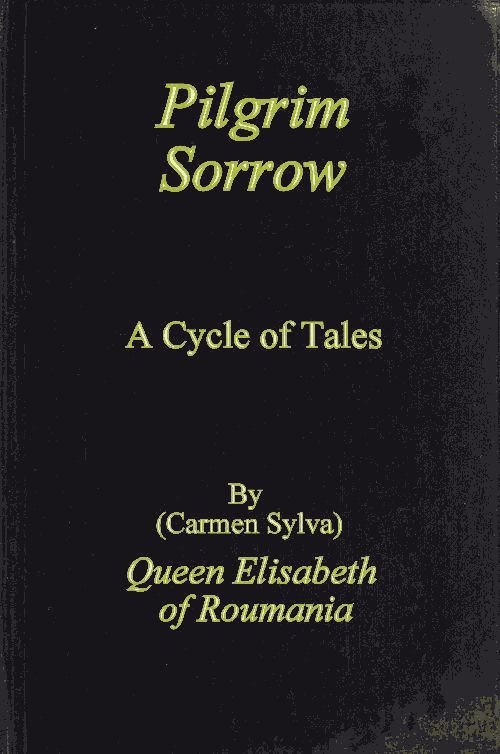 Pilgrim
Sorrow
A Cycle of Tales
By
(Carmen Sylva)
Queen Elisabeth
of Roumania